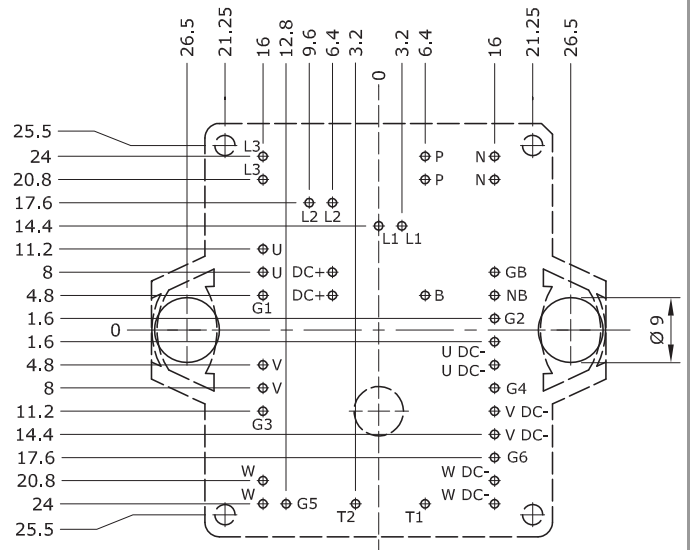 26.5 21.25 16 12.8 9.6 6.4 3.2 0 3.2 6.4 16 21.25 26.5
25.5
24 L3 P N
20.8 L3 P N
17.6 L2 L2
14.4 L1 L1
11.2 U
8 U DC+ GB
4.8 G1 DC+ B NB
1.6 G2
0 Ø 9
1.6 U DC-
4.8 V U DC-
8 V G4
11.2 G3 V DC-
14.4 V DC-
17.6 G6
20.8 W W DC-
24 W G5 T2 T1 W DC-
25.5